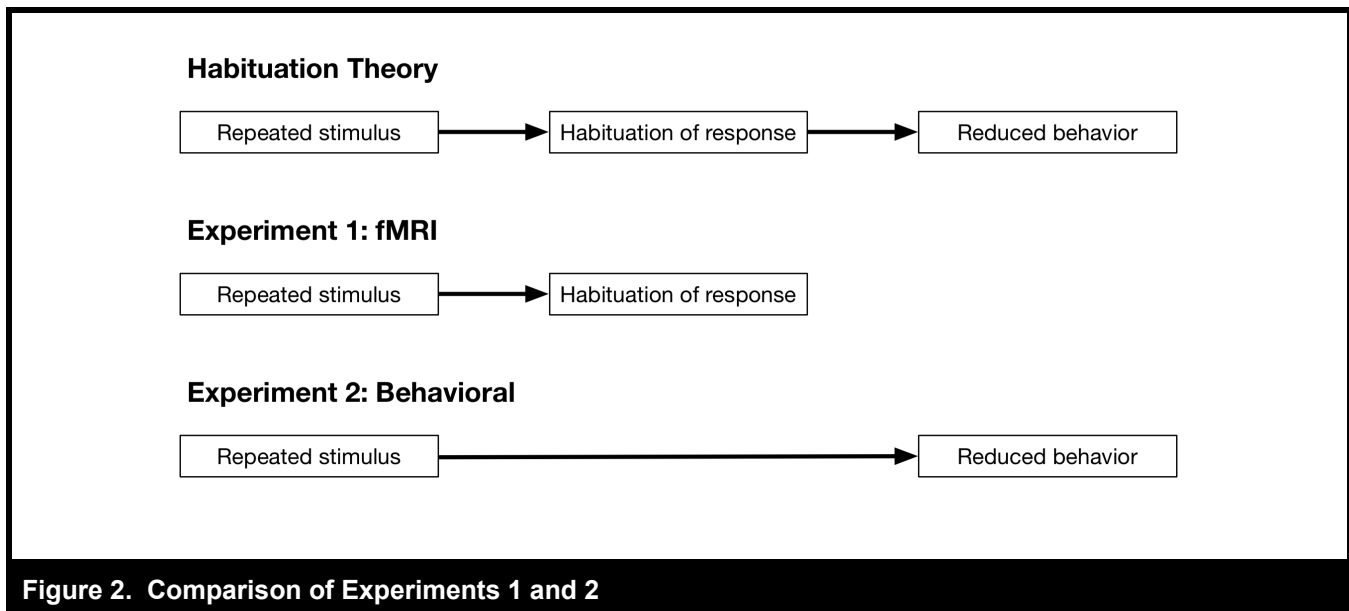 Habituation Theory
Repeated stimulus
Habituation of response
Reduced behavior
Experiment 1: fMRI
Repeated stimulus
Habituation of response
Experiment 2: Behavioral
Repeated stimulus
Reduced behavior
Figure 2. Comparison of Experiments 1 and 2